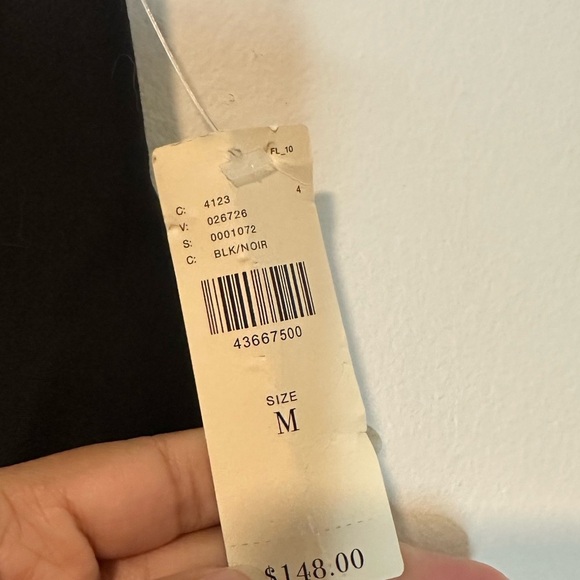 FL_10
4
C: 4123
V: 026726
S: 0001072
C: BLK/NOIR
43667500
SIZE
M
$148.00